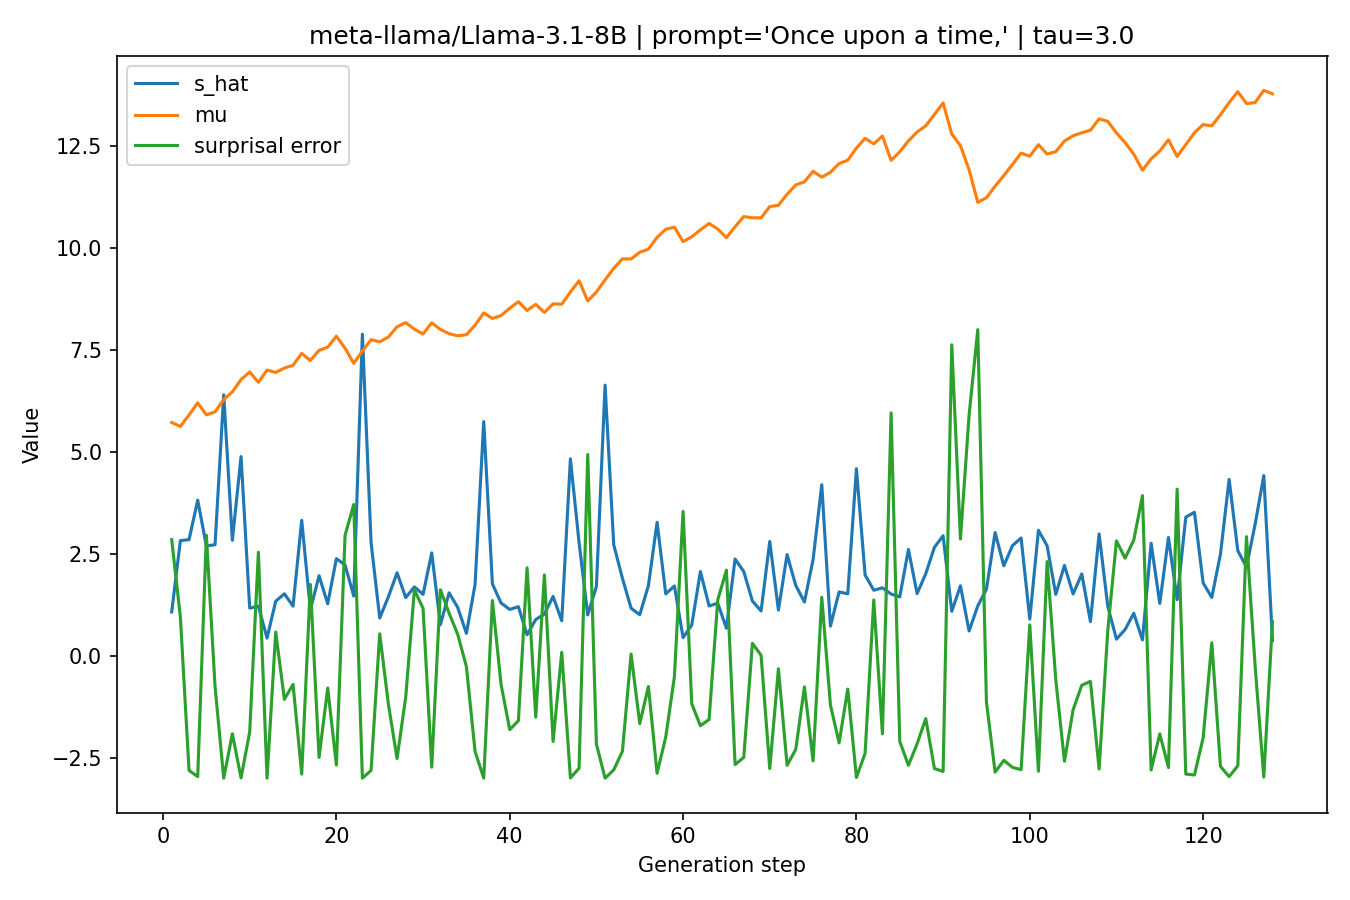 meta-llama/Llama-3.1-8B | prompt='Once upon a time,' | tau=3.0
s_hat
mu
surprisal error
12.5
10.0
7.5
5.0
2.5
0.0
−2.5
Value
0 20 40 60 80 100 120
Generation step